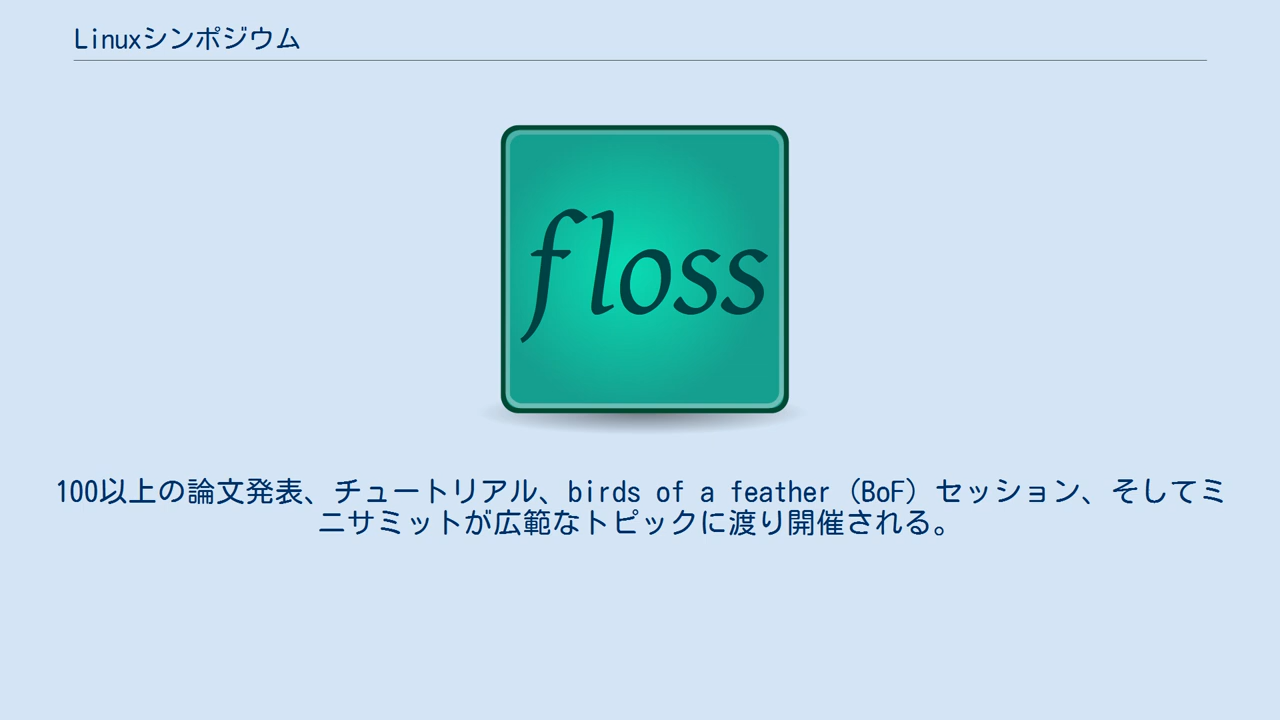 Linuxシンポジウム
floss
100以上の論文発表、チュートリアル、birds of a feather (BoF) セッション、そしてミ
ニサミットが広範なトピックに渡り開催される。